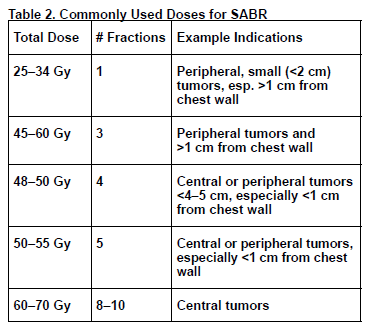 Table 2. Commonly Used Doses for SABR
Total Dose # Fractions Example Indications
25–34 Gy 1 Peripheral, small (<2 cm)
tumors, esp. >1 cm from
chest wall
45–60 Gy 3 Peripheral tumors and
>1 cm from chest wall
48–50 Gy 4 Central or peripheral tumors
<4–5 cm, especially <1 cm
from chest wall
50–55 Gy 5 Central or peripheral tumors,
especially <1 cm from chest
wall
60–70 Gy 8–10 Central tumors